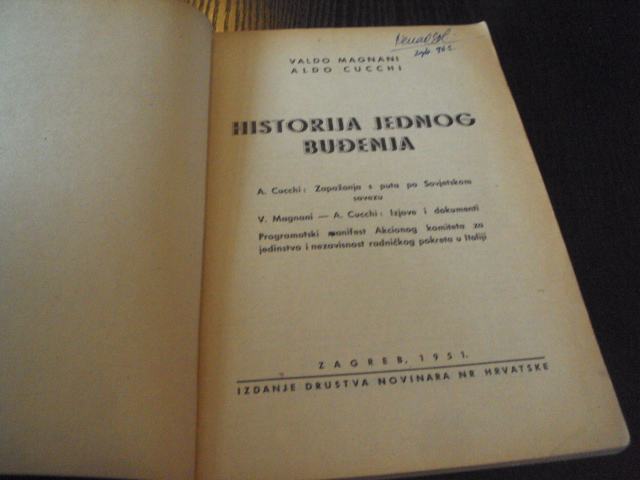 VALDO MAGNANI
ALDO CUCCHI
HISTORIJA JEDNOG
BUĐENJA
A. Cucchi: Zapažanja s puta po Sovjetskom
savezu
V. Magnani — A. Cucchi: Izjave i dokumenti
Programatski manifest Akcionog komiteta za
jedinstvo i nezavisnost radničkog pokreta u Italiji
ZAGREB, 1951.
IZDANJE DRUSTVA NOVINARA NR HRVATSKE